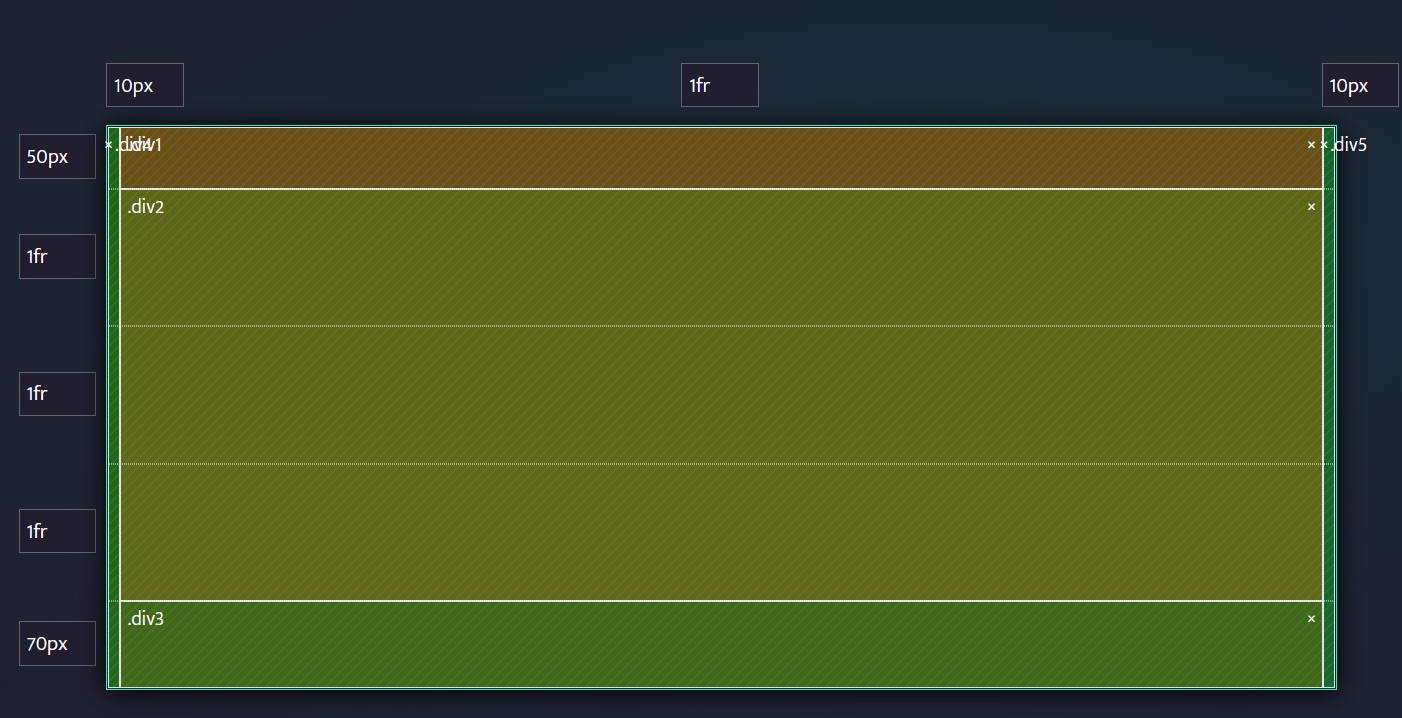 10px
1fr
10px
50px
× .div4
.div1 ×
× .div5
1fr
.div2 ×
1fr
1fr
70px
.div3 ×